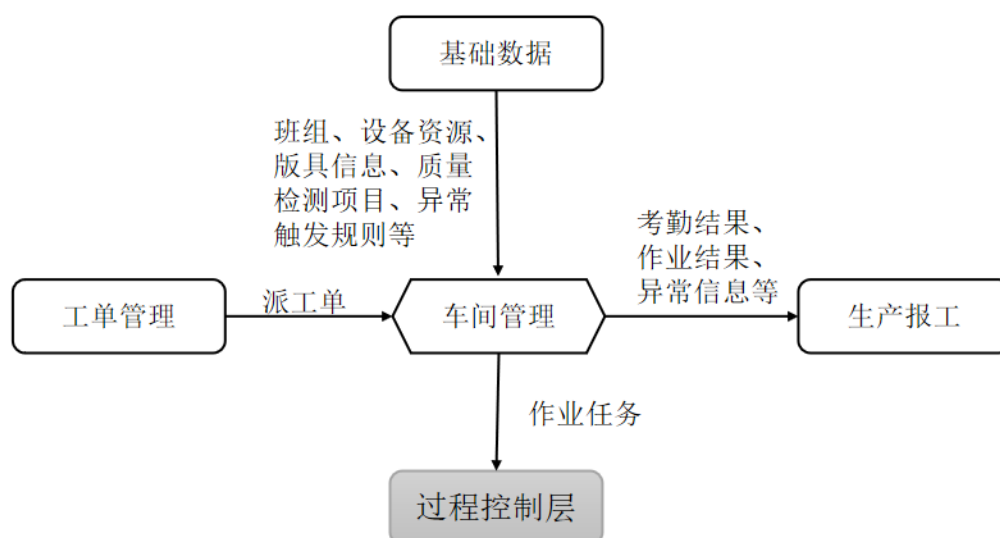 基础数据
班组、设备资源、
版具信息、质量
检测项目、异常
触发规则等
考勤结果、
作业结果、
异常信息等
工单管理
派工单
车间管理
生产报工
作业任务
过程控制层